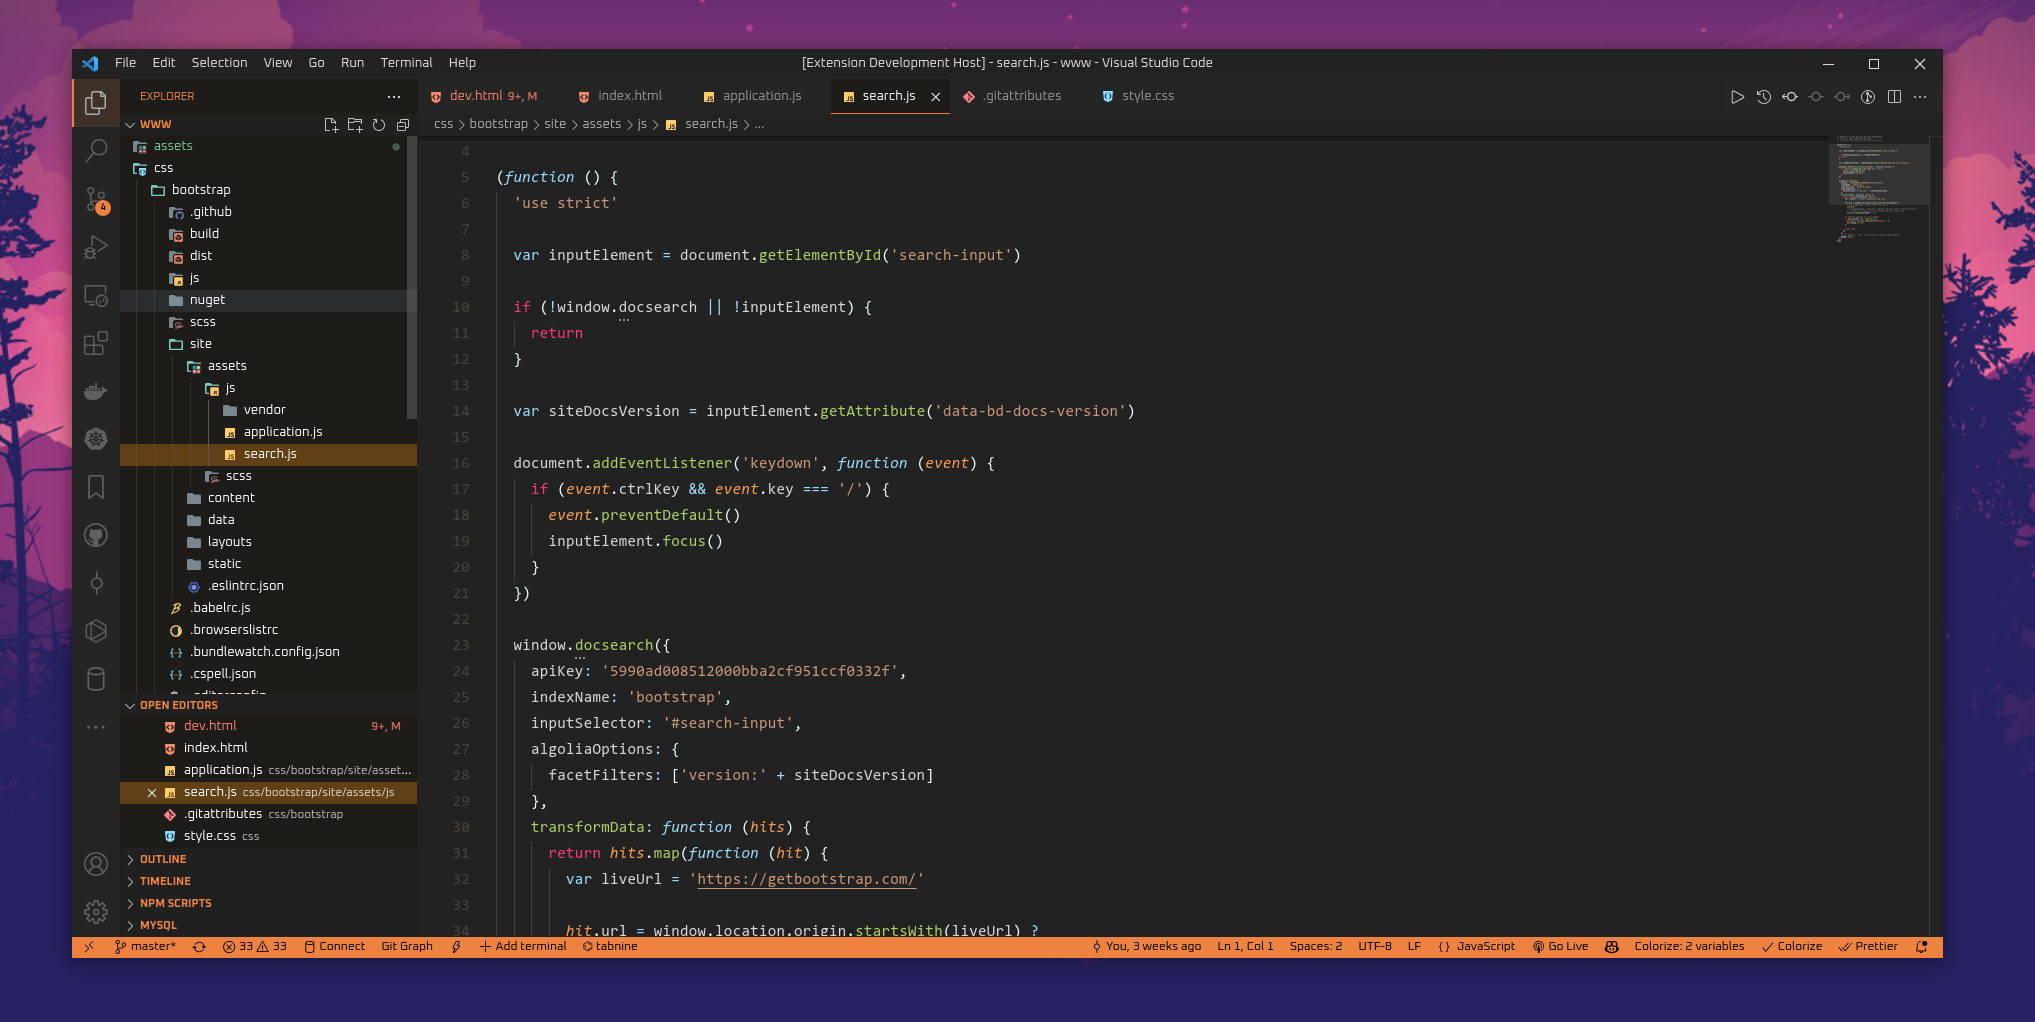 File Edit Selection View Go Run Terminal Help
[Extension Development Host] - search.js - www - Visual Studio Code
EXPLORER
WWW
assets
css
bootstrap
.github
build
dist
js
nuget
scss
site
assets
js
vendor
application.js
search.js
scss
content
data
layouts
static
.eslintrc.json
.babelrc.js
.browserslistrc
.bundlewatch.config.json
.cspell.json
OPEN EDITORS
dev.html 9+, M
index.html
application.js css/bootstrap/site/asset...
search.js css/bootstrap/site/assets/js
.gitattributes css/bootstrap
style.css css
OUTLINE
TIMELINE
NPM SCRIPTS
MYSQL
4
dev.html 9+, M index.html application.js search.js .gitattributes style.css
css > bootstrap > site > assets > js > search.js > ...
4
5 (function () {
6 'use strict'
7
8 var inputElement = document.getElementById('search-input')
9
10 if (!window.docsearch || !inputElement) {
11 return
12 }
13
14 var siteDocsVersion = inputElement.getAttribute('data-bd-docs-version')
15
16 document.addEventListener('keydown', function (event) {
17 if (event.ctrlKey && event.key === '/') {
18 event.preventDefault()
19 inputElement.focus()
20 }
21 })
22
23 window.docsearch({
24 apiKey: '5990ad008512000bba2cf951ccf0332f',
25 indexName: 'bootstrap',
26 inputSelector: '#search-input',
27 algoliaOptions: {
28 facetFilters: ['version:' + siteDocsVersion]
29 },
30 transformData: function (hits) {
31 return hits.map(function (hit) {
32 var liveUrl = 'https://getbootstrap.com/'
33
34 hit.url = window.location.origin.startsWith(liveUrl) ?
master* 33 33 Connect Git Graph Add terminal tabnine
You, 3 weeks ago Ln 1, Col 1 Spaces: 2 UTF-8 LF {} JavaScript Go Live Colorize: 2 variables Colorize Prettier